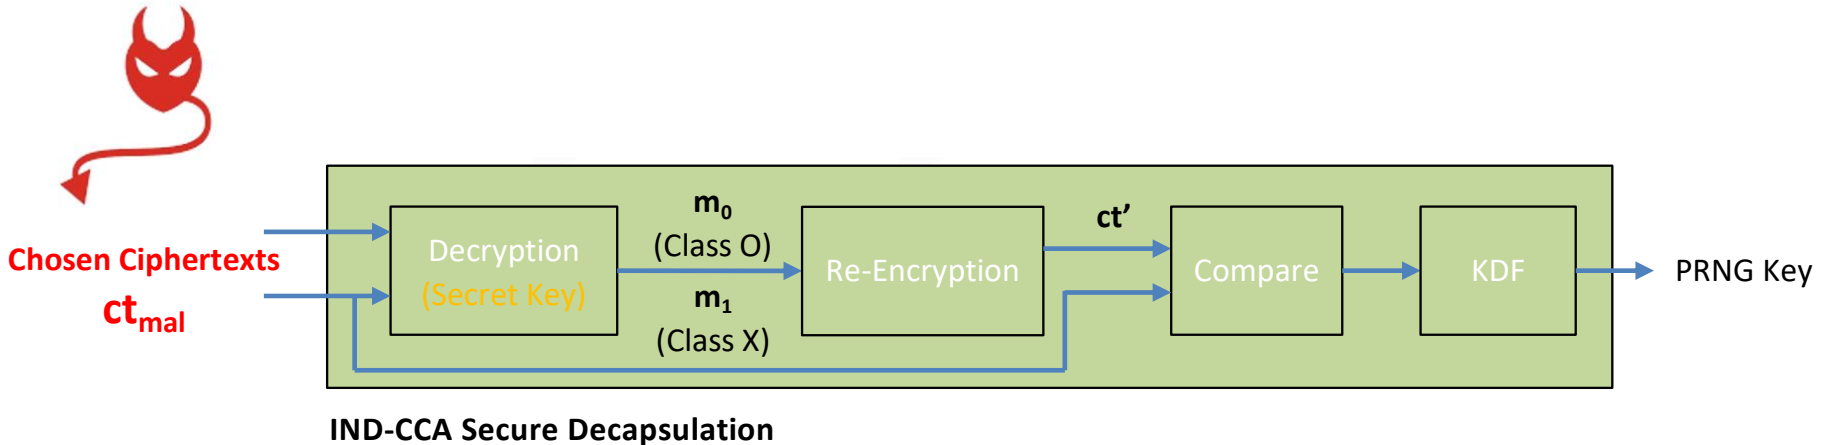 m₀
(Class O)
ct’
Chosen Ciphertexts
ctₘₐₗ
Decryption
(Secret Key)
Re-Encryption
Compare
KDF
PRNG Key
m₁
(Class X)
IND-CCA Secure Decapsulation